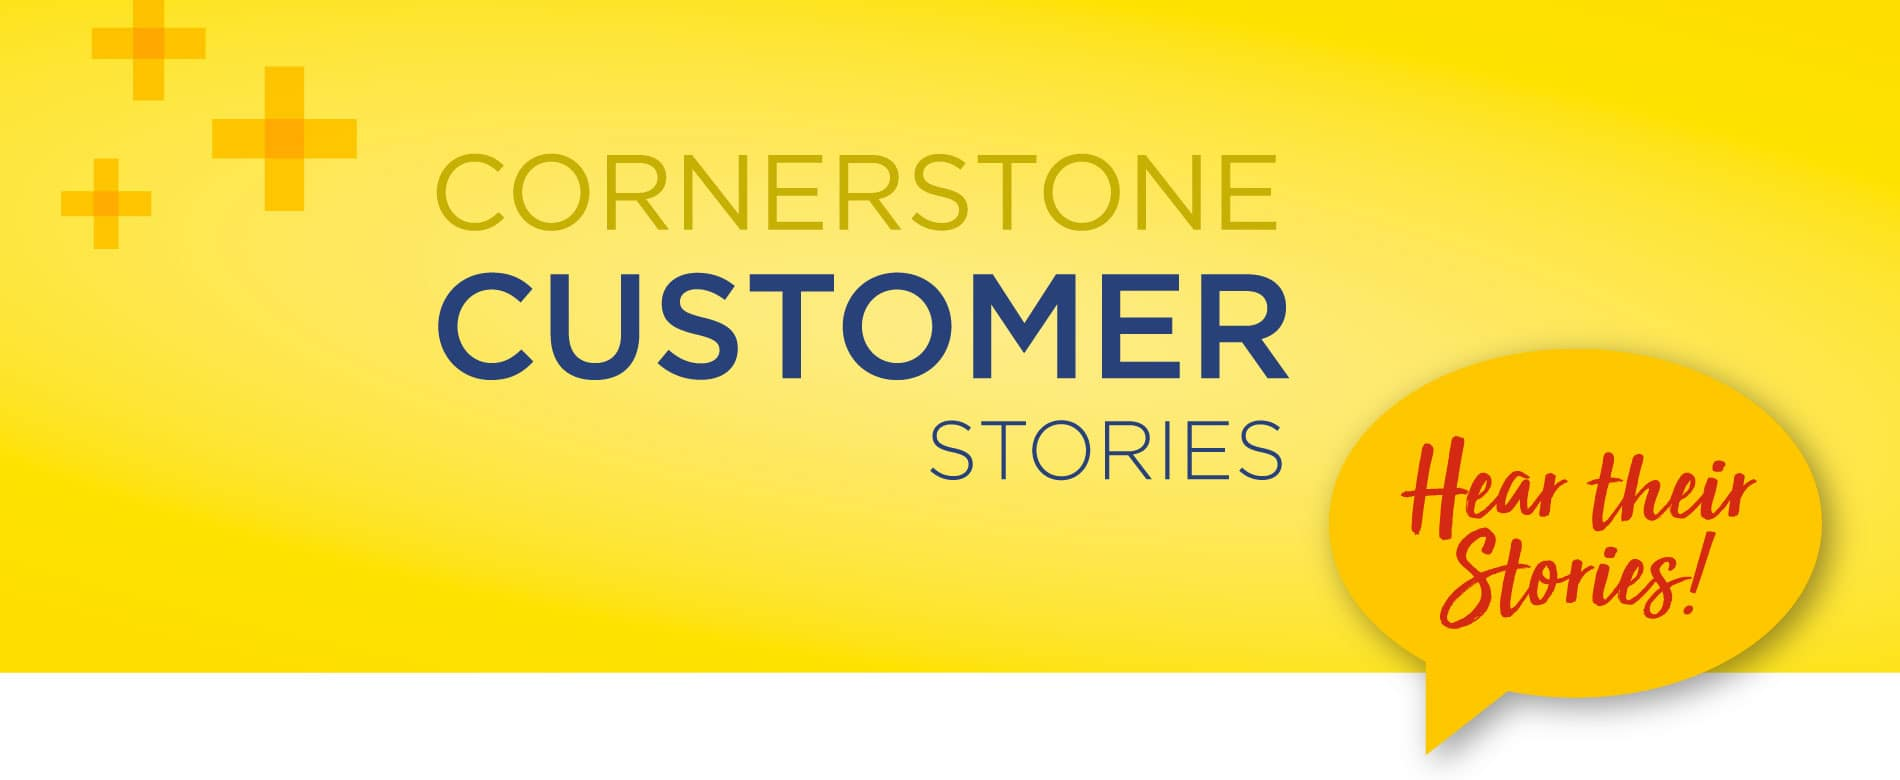 CORNERSTONE
CUSTOMER
STORIES
Hear their
Stories!